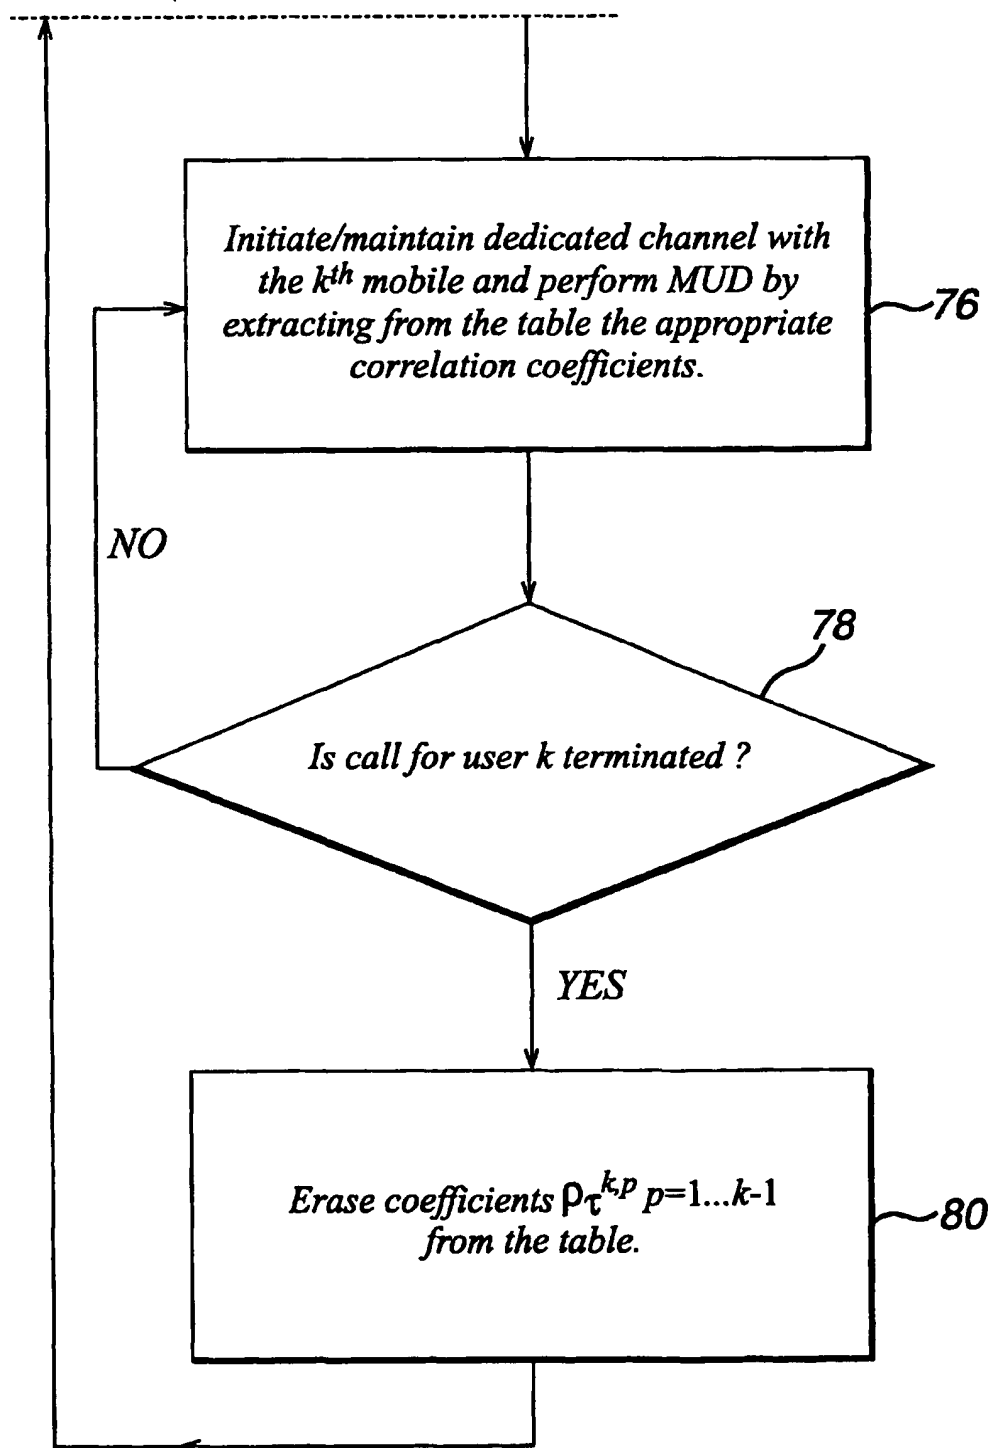 Initiate/maintain dedicated channel with
the kth mobile and perform MUD by
extracting from the table the appropriate
correlation coefficients.
76
NO
78
Is call for user k terminated ?
YES
Erase coefficients ρτ^k,p p=1...k-1
from the table.
80